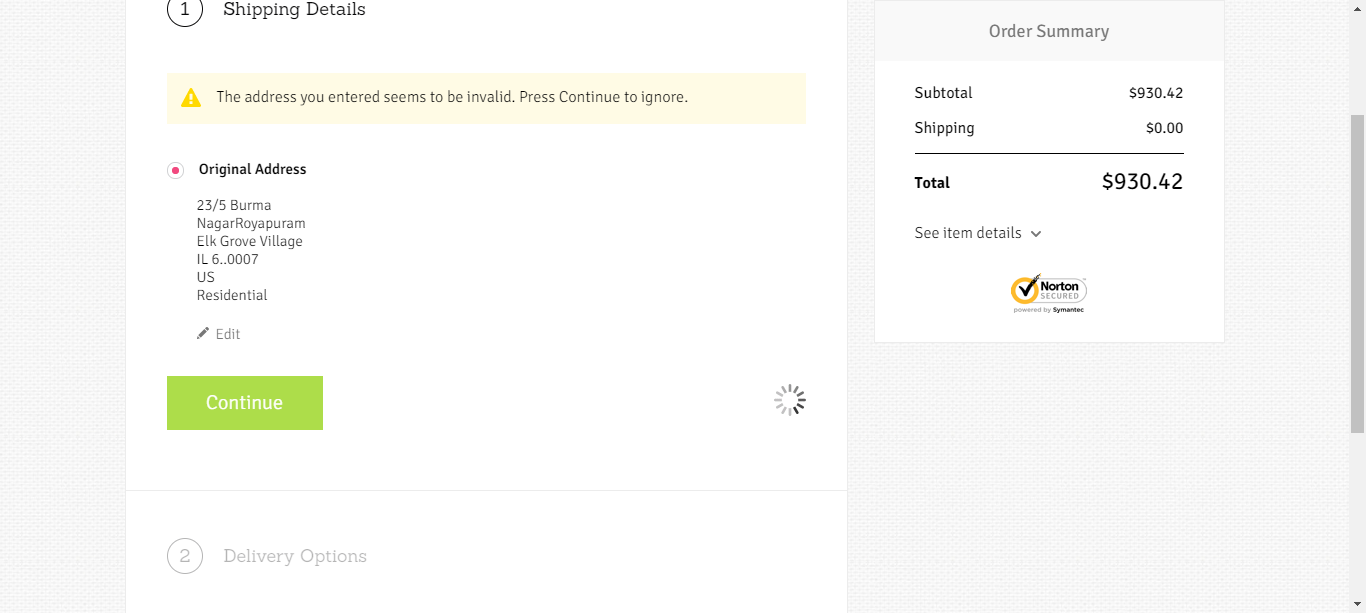 1 Shipping Details
The address you entered seems to be invalid. Press Continue to ignore.
Original Address
23/5 Burma
NagarRoyapuram
Elk Grove Village
IL 6..0007
US
Residential
Edit
Continue
2 Delivery Options
Order Summary
Subtotal $930.42
Shipping $0.00
Total $930.42
See item details
Norton
SECURED
powered by Symantec